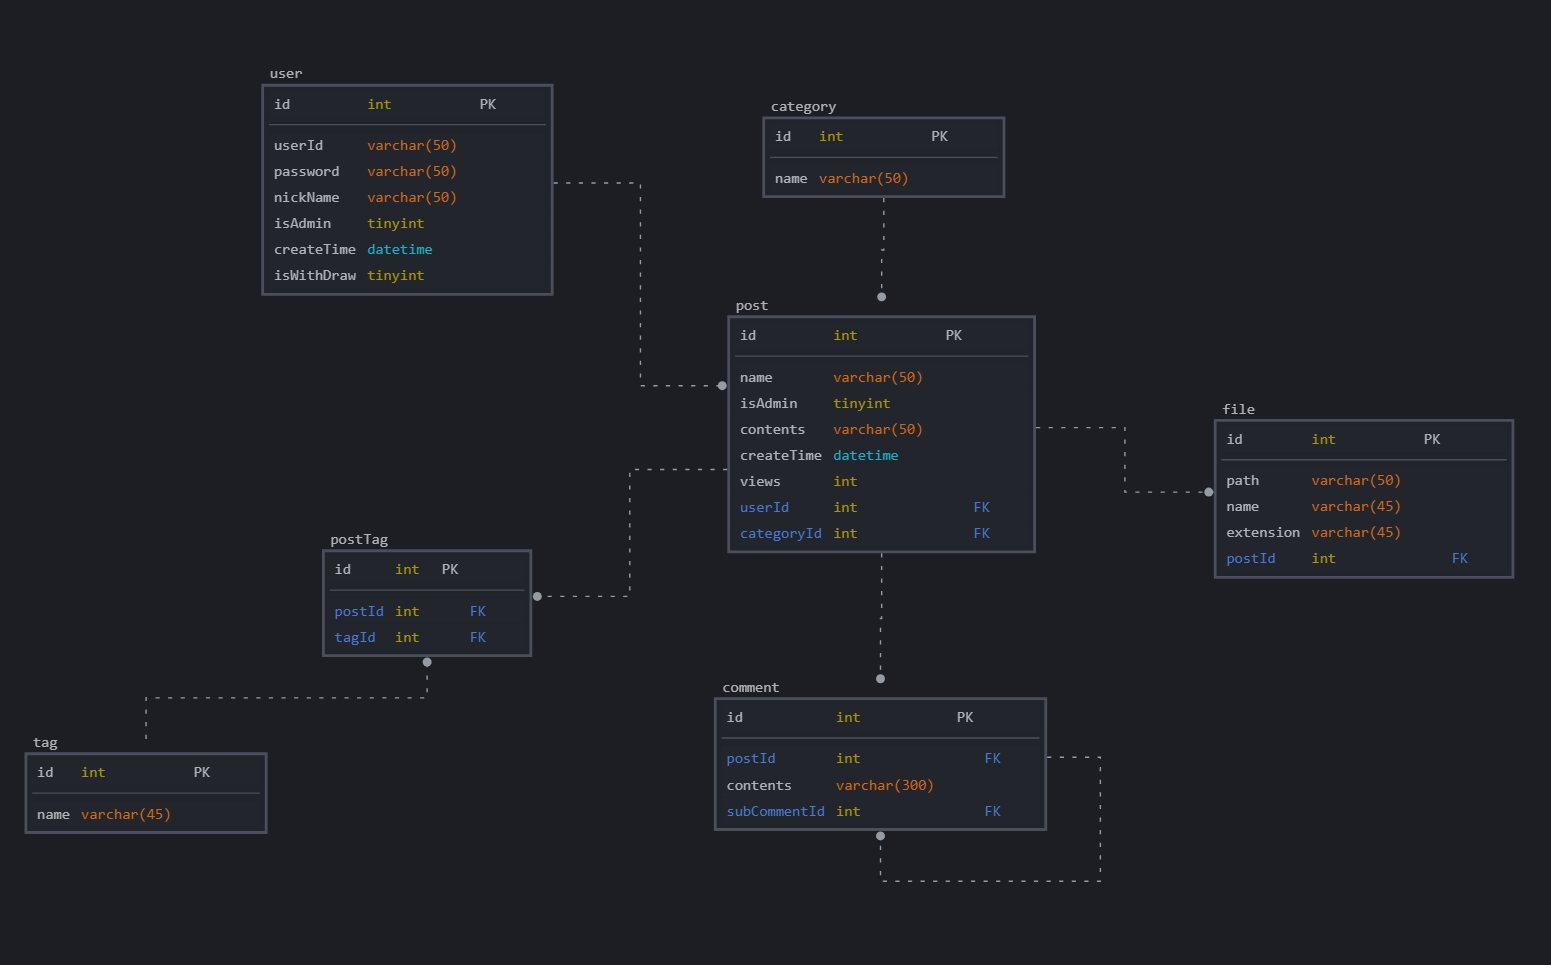 user
id int PK
userId varchar(50)
password varchar(50)
nickName varchar(50)
isAdmin tinyint
createTime datetime
isWithDraw tinyint
category
id int PK
name varchar(50)
post
id int PK
name varchar(50)
isAdmin tinyint
contents varchar(50)
createTime datetime
views int
userId int FK
categoryId int FK
file
id int PK
path varchar(50)
name varchar(45)
extension varchar(45)
postId int FK
postTag
id int PK
postId int FK
tagId int FK
comment
id int PK
postId int FK
contents varchar(300)
subCommentId int FK
tag
id int PK
name varchar(45)